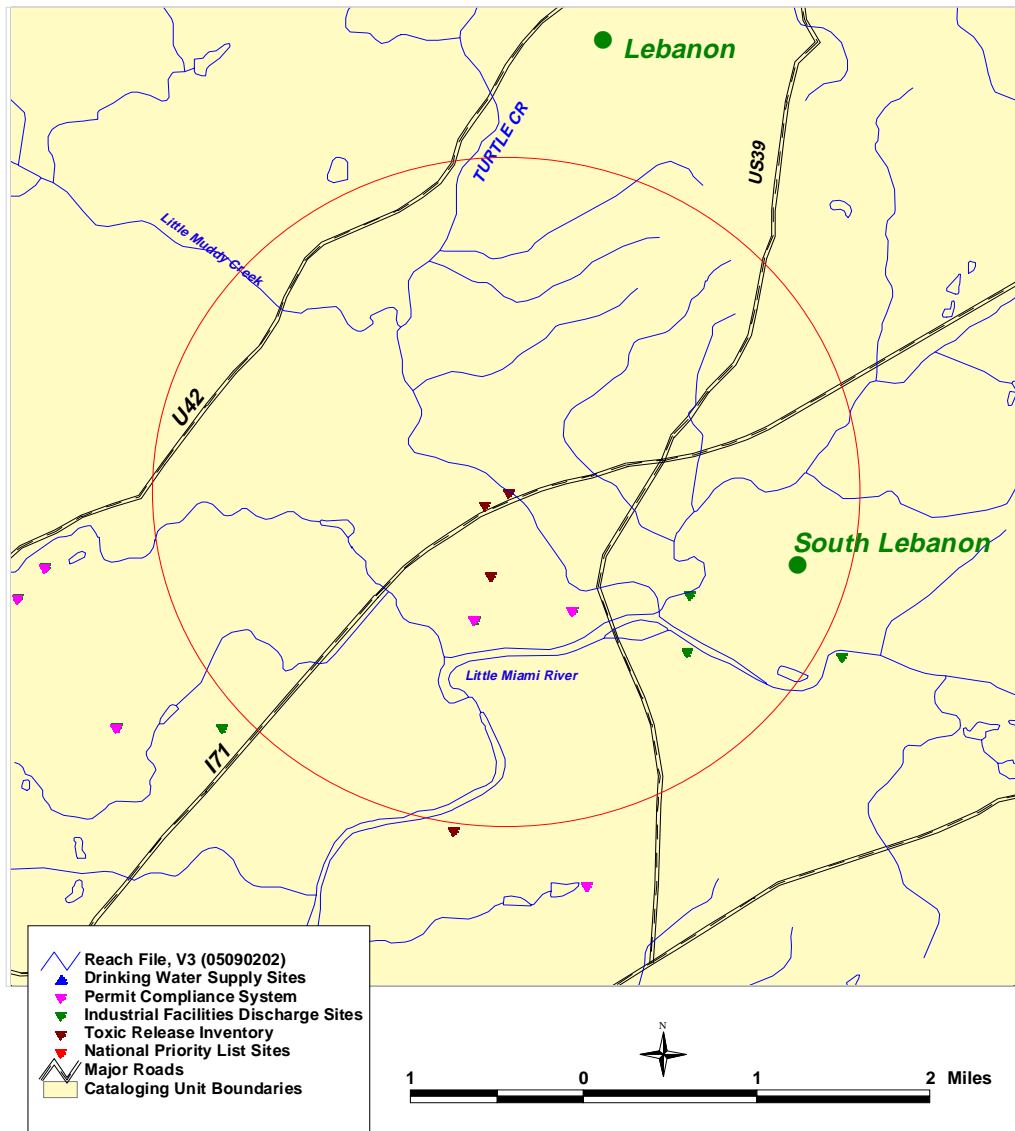 Lebanon
TURTLE CR
US39
Little Muddy Creek
U42
South Lebanon
Little Miami River
I71
Reach File, V3 (05090202)
Drinking Water Supply Sites
Permit Compliance System
Industrial Facilities Discharge Sites
Toxic Release Inventory
National Priority List Sites
Major Roads
Cataloging Unit Boundaries
N
1 0 1 2 Miles